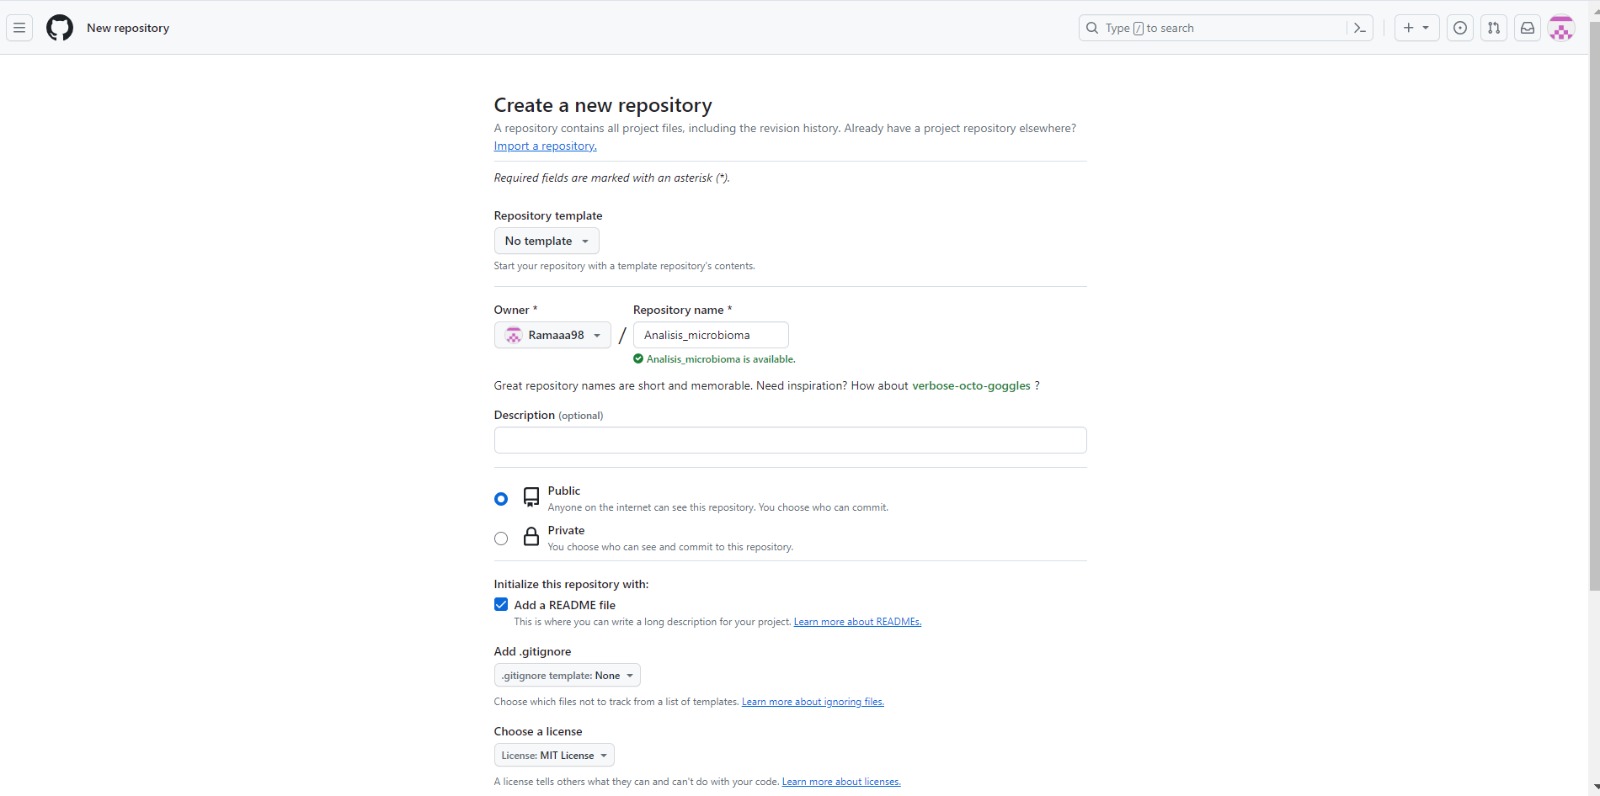 New repository
Type / to search
Create a new repository
A repository contains all project files, including the revision history. Already have a project repository elsewhere?
Import a repository.
Required fields are marked with an asterisk (*).
Repository template
No template
Start your repository with a template repository's contents.
Owner *
Repository name *
Ramaaa98
/
Analisis_microbioma
Analisis_microbioma is available.
Great repository names are short and memorable. Need inspiration? How about verbose-octo-goggles ?
Description (optional)
Public
Anyone on the internet can see this repository. You choose who can commit.
Private
You choose who can see and commit to this repository.
Initialize this repository with:
Add a README file
This is where you can write a long description for your project. Learn more about READMEs.
Add .gitignore
.gitignore template: None
Choose which files not to track from a list of templates. Learn more about ignoring files.
Choose a license
License: MIT License
A license tells others what they can and can't do with your code. Learn more about licenses.